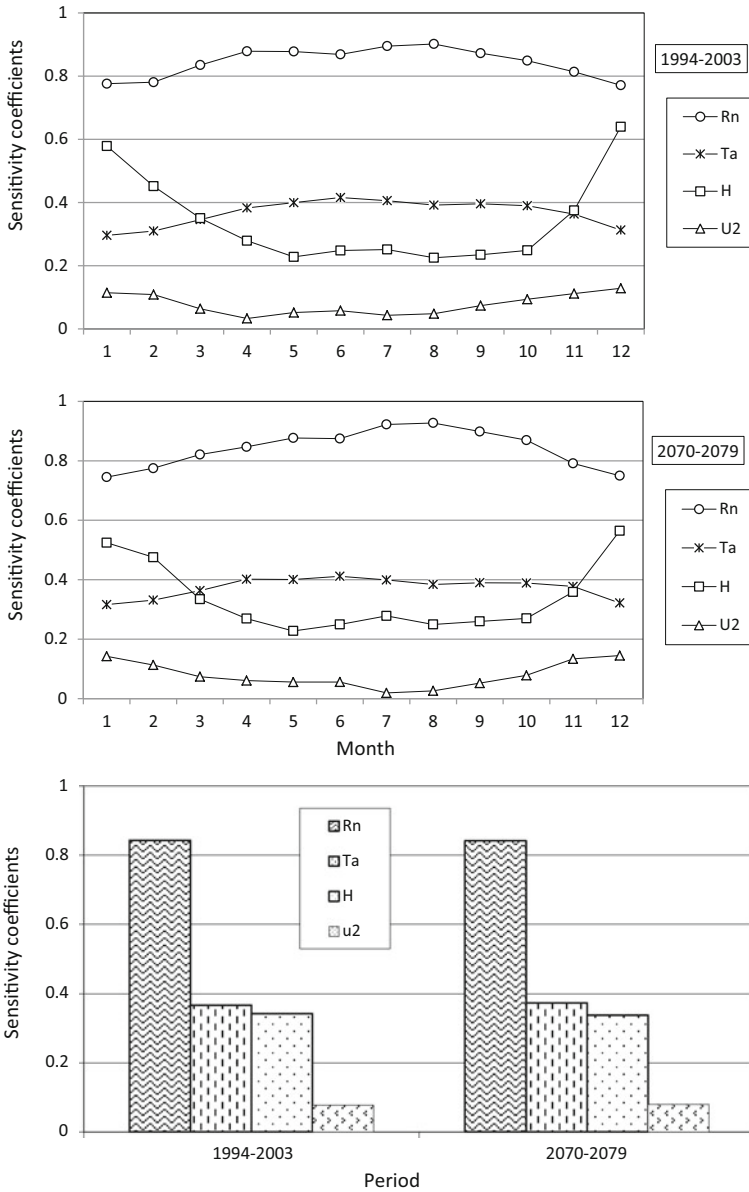 Sensitivity coefficients
1
0.8
0.6
0.4
0.2
0
1 2 3 4 5 6 7 8 9 10 11 12
1994-2003
Rn
Ta
H
U2
Sensitivity coefficients
1
0.8
0.6
0.4
0.2
0
1 2 3 4 5 6 7 8 9 10 11 12
Month
2070-2079
Rn
Ta
H
U2
Sensitivity coefficients
1
0.8
0.6
0.4
0.2
0
Rn
Ta
H
u2
1994-2003 2070-2079
Period